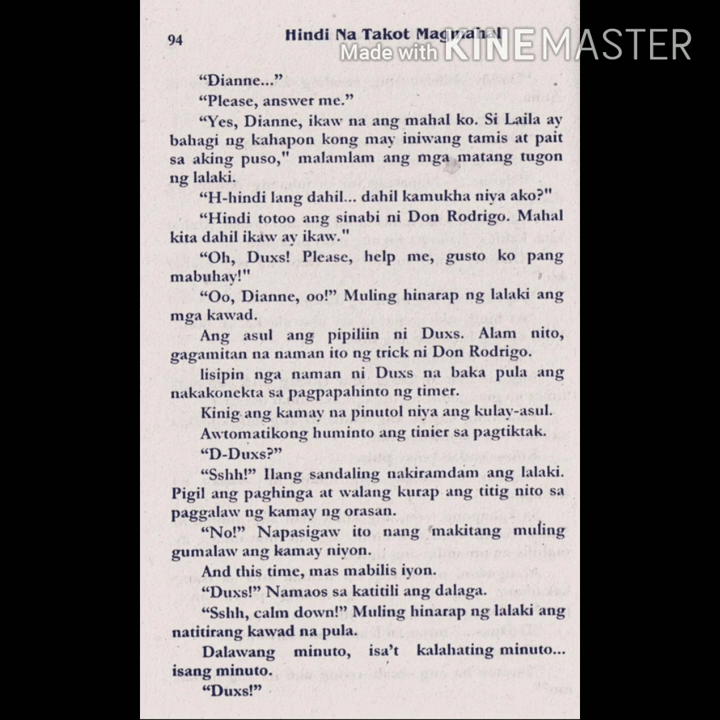 94
Hindi Na Takot Magmahal
Made with KINEMASTER
“Dianne...”
“Please, answer me.”
“Yes, Dianne, ikaw na ang mahal ko. Si Laila ay
bahagi ng kahapon kong may iniwang tamis at pait
sa aking puso," malamlam ang mga matang tugon
ng lalaki.
“H-hindi lang dahil... dahil kamukha niya ako?"
“Hindi totoo ang sinabi ni Don Rodrigo. Mahal
kita dahil ikaw ay ikaw."
“Oh, Duxs! Please, help me, gusto ko pang
mabuhay!"
“Oo, Dianne, oo!” Muling hinarap ng lalaki ang
mga kawad.
Ang asul ang pipiliin ni Duxs. Alam nito,
gagamitan na naman ito ng trick ni Don Rodrigo.
Iisipin nga naman ni Duxs na baka pula ang
nakakonekta sa pagpapahinto ng timer.
Kinig ang kamay na pinutol niya ang kulay-asul.
Awtomatikong huminto ang tinier sa pagtiktak.
“D-Duxs?”
“Sshh!” Ilang sandaling nakiramdam ang lalaki.
Pigil ang paghinga at walang kurap ang titig nito sa
paggalaw ng kamay ng orasan.
“No!” Napasigaw ito nang makitang muling
gumalaw ang kamay niyon.
And this time, mas mabilis iyon.
“Duxs!” Namaos sa katitili ang dalaga.
“Sshh, calm down!” Muling hinarap ng lalaki ang
natitirang kawad na pula.
Dalawang minuto, isa’t kalahating minuto...
isang minuto.
“Duxs!”